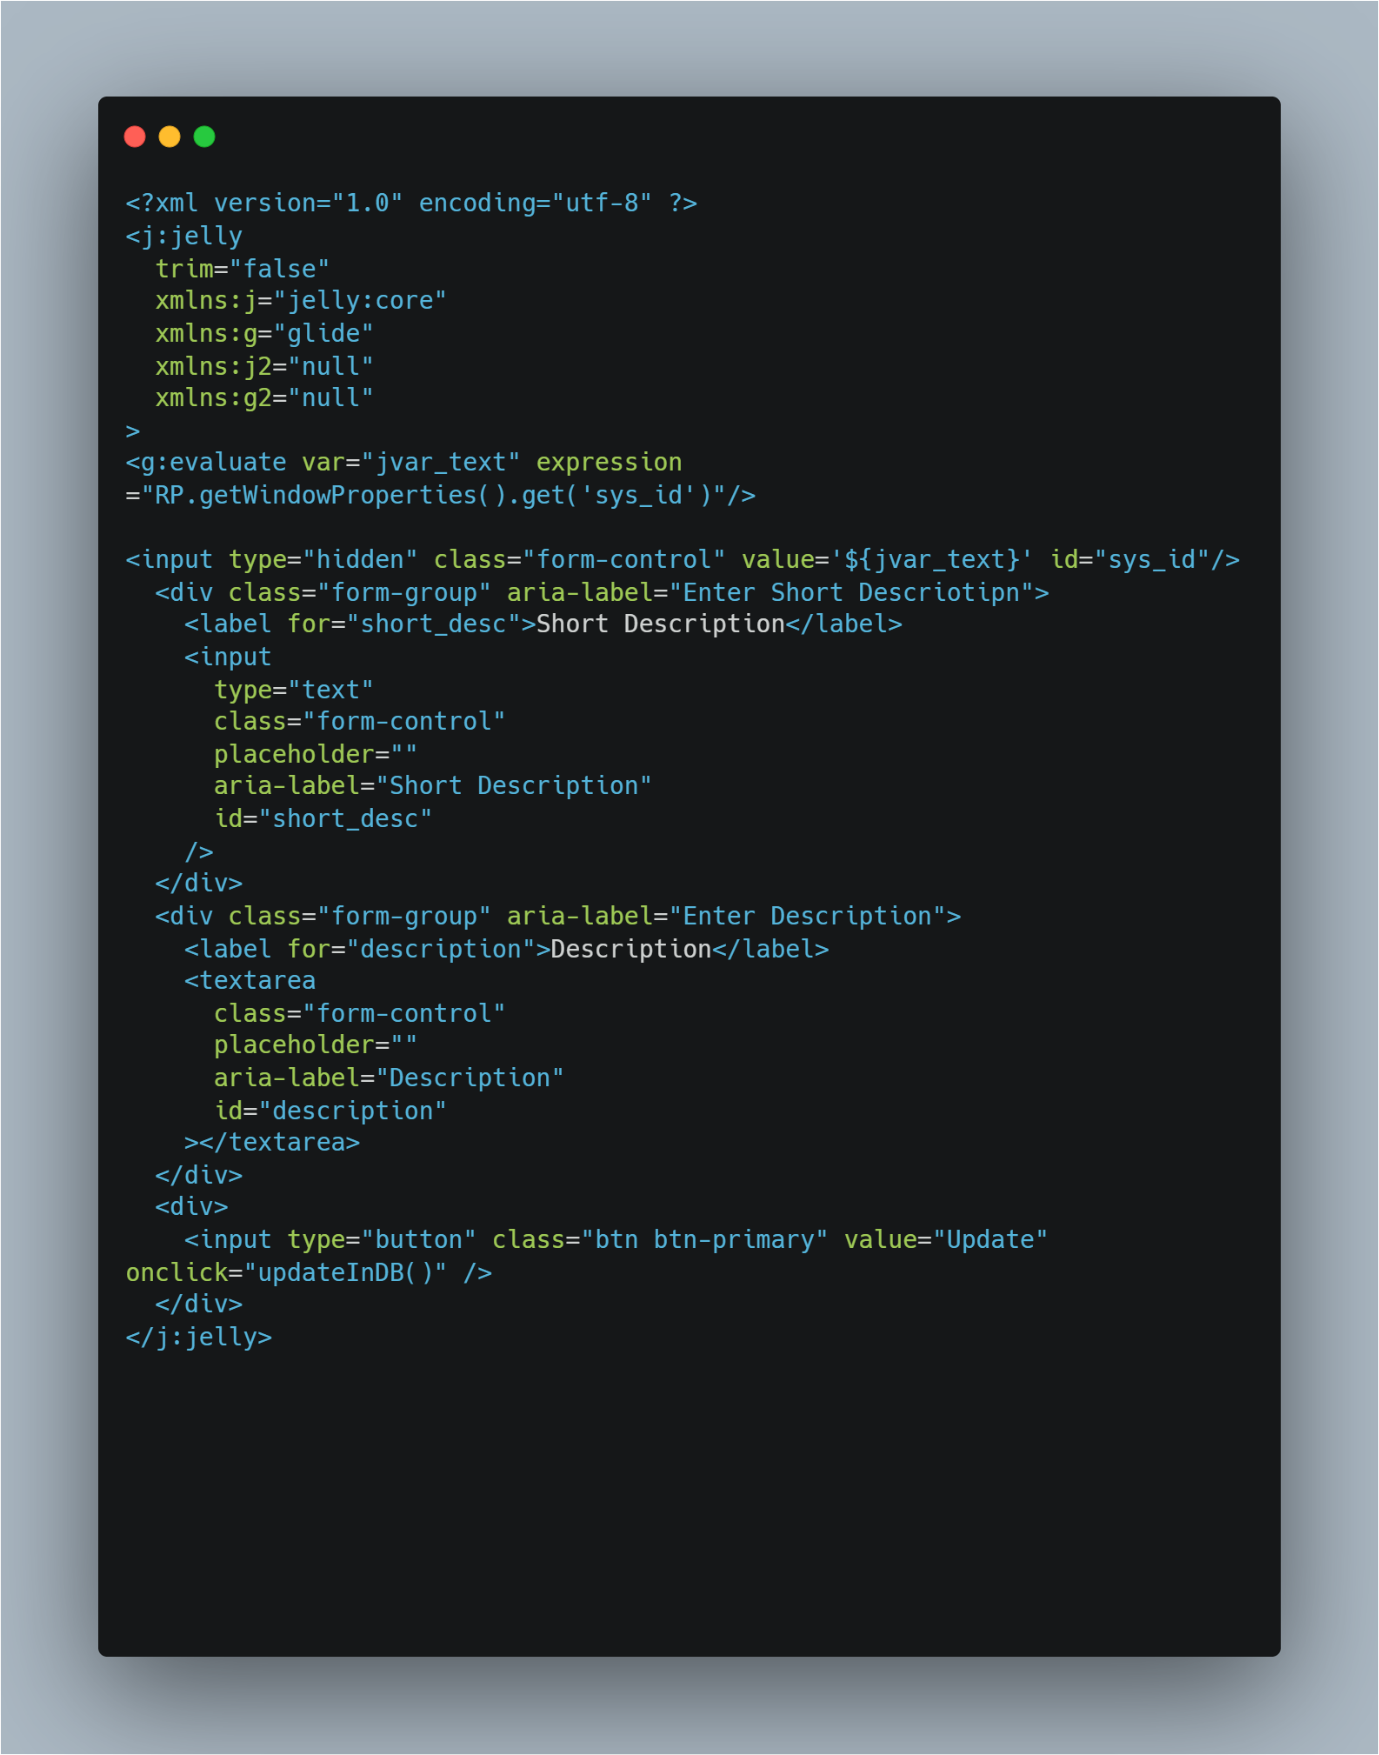 <?xml version="1.0" encoding="utf-8" ?>
<j:jelly
  trim="false"
  xmlns:j="jelly:core"
  xmlns:g="glide"
  xmlns:j2="null"
  xmlns:g2="null"
>
<g:evaluate var="jvar_text" expression
="RP.getWindowProperties().get('sys_id')"/>

<input type="hidden" class="form-control" value='${jvar_text}' id="sys_id"/>
  <div class="form-group" aria-label="Enter Short Descriotipn">
    <label for="short_desc">Short Description</label>
    <input
      type="text"
      class="form-control"
      placeholder=""
      aria-label="Short Description"
      id="short_desc"
    />
  </div>
  <div class="form-group" aria-label="Enter Description">
    <label for="description">Description</label>
    <textarea
      class="form-control"
      placeholder=""
      aria-label="Description"
      id="description"
    ></textarea>
  </div>
  <div>
    <input type="button" class="btn btn-primary" value="Update"
onclick="updateInDB()" />
  </div>
</j:jelly>